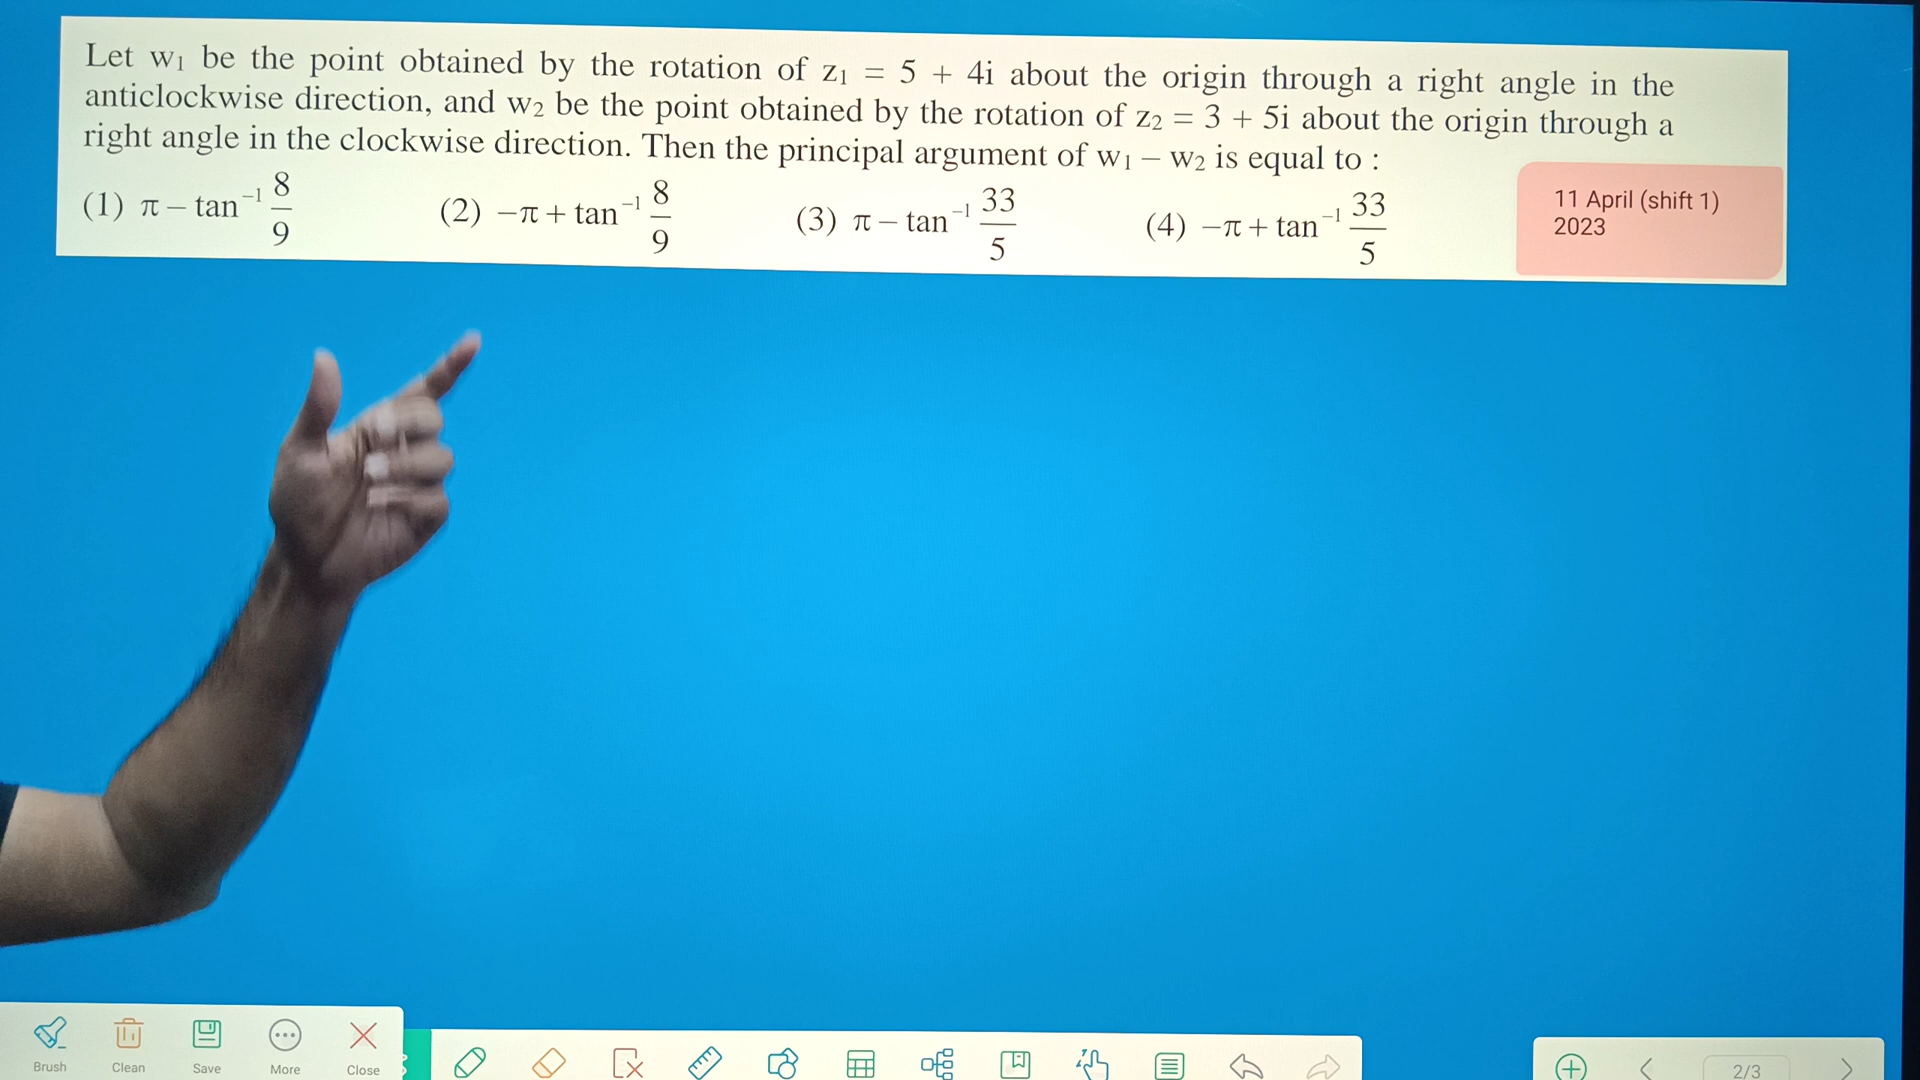 Let w₁ be the point obtained by the rotation of z₁ = 5 + 4i about the origin through a right angle in the
anticlockwise direction, and w₂ be the point obtained by the rotation of z₂ = 3 + 5i about the origin through a
right angle in the clockwise direction. Then the principal argument of w₁ − w₂ is equal to :
(1) π − tan⁻¹ 8/9 (2) −π + tan⁻¹ 8/9 (3) π − tan⁻¹ 33/5 (4) −π + tan⁻¹ 33/5
11 April (shift 1)
2023
Brush Clean Save More Close
2/3